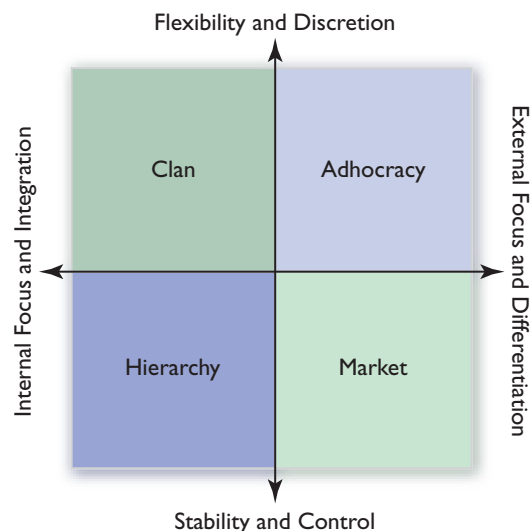 Flexibility and Discretion
Internal Focus and Integration
Clan
Adhocracy
External Focus and Differentiation
Hierarchy
Market
Stability and Control